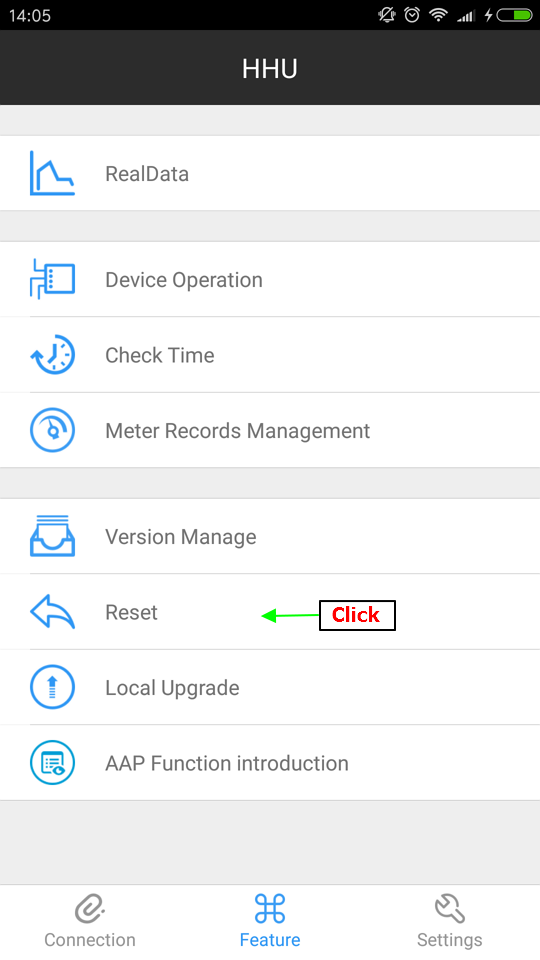 14:05
HHU
RealData
Device Operation
Check Time
Meter Records Management
Version Manage
Reset
Click
Local Upgrade
AAP Function introduction
Connection
Feature
Settings